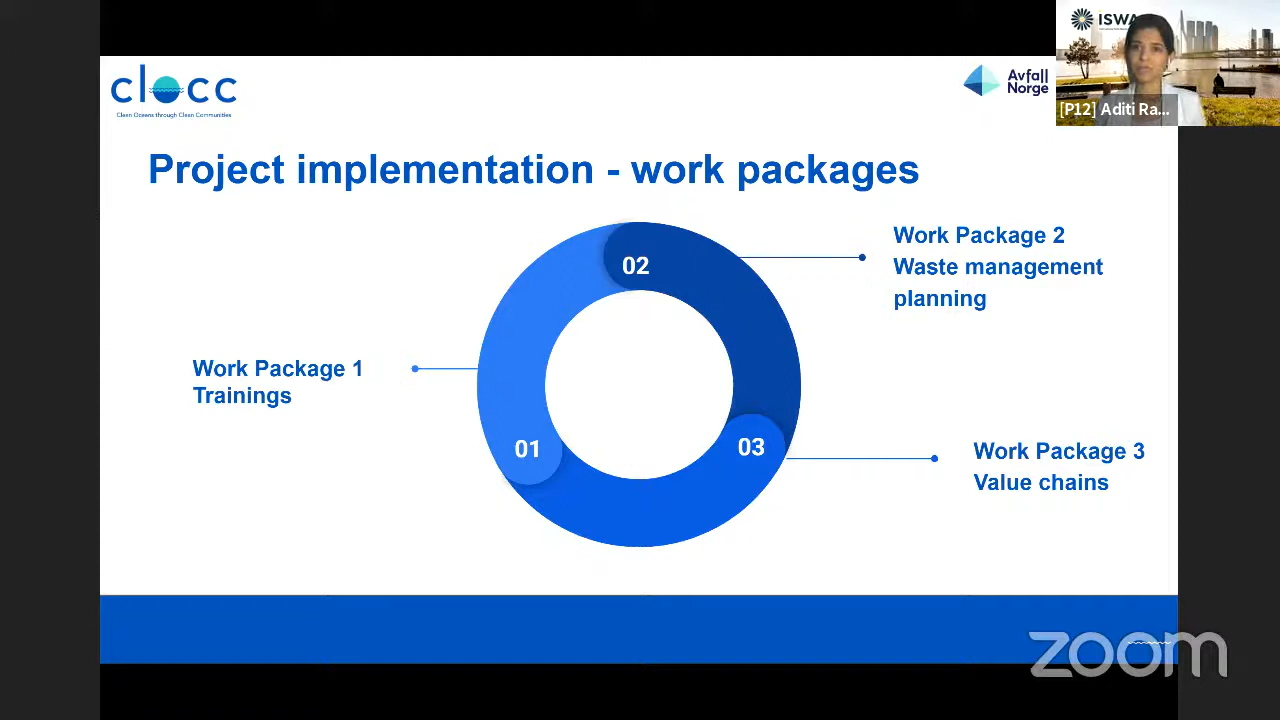 clocc
Clean Oceans through Clean Communities
Avfall
Norge
ISWA
[P12] Aditi Ra...
Project implementation - work packages
02
Work Package 2
Waste management
planning
Work Package 1
Trainings
01
03
Work Package 3
Value chains
zoom